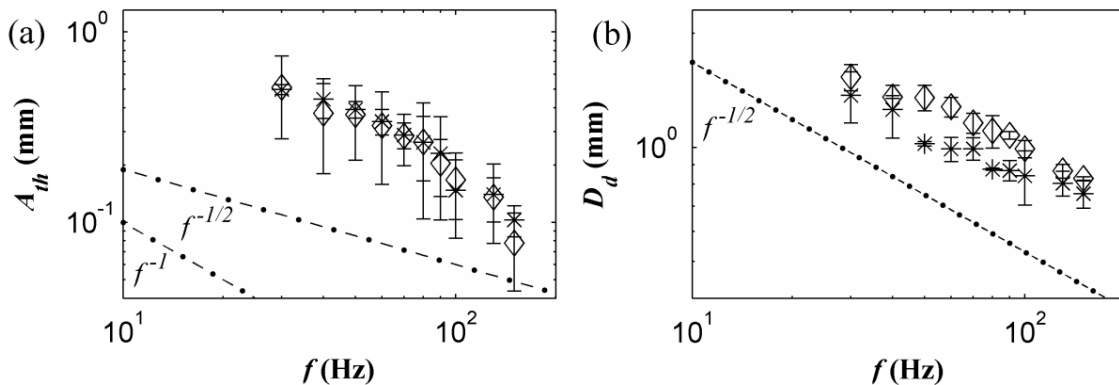 (a)
10^0
10^-1
A_th (mm)
f^-1/2
f^-1
10^1
10^2
f (Hz)
(b)
10^0
D_d (mm)
f^-1/2
10^1
10^2
f (Hz)